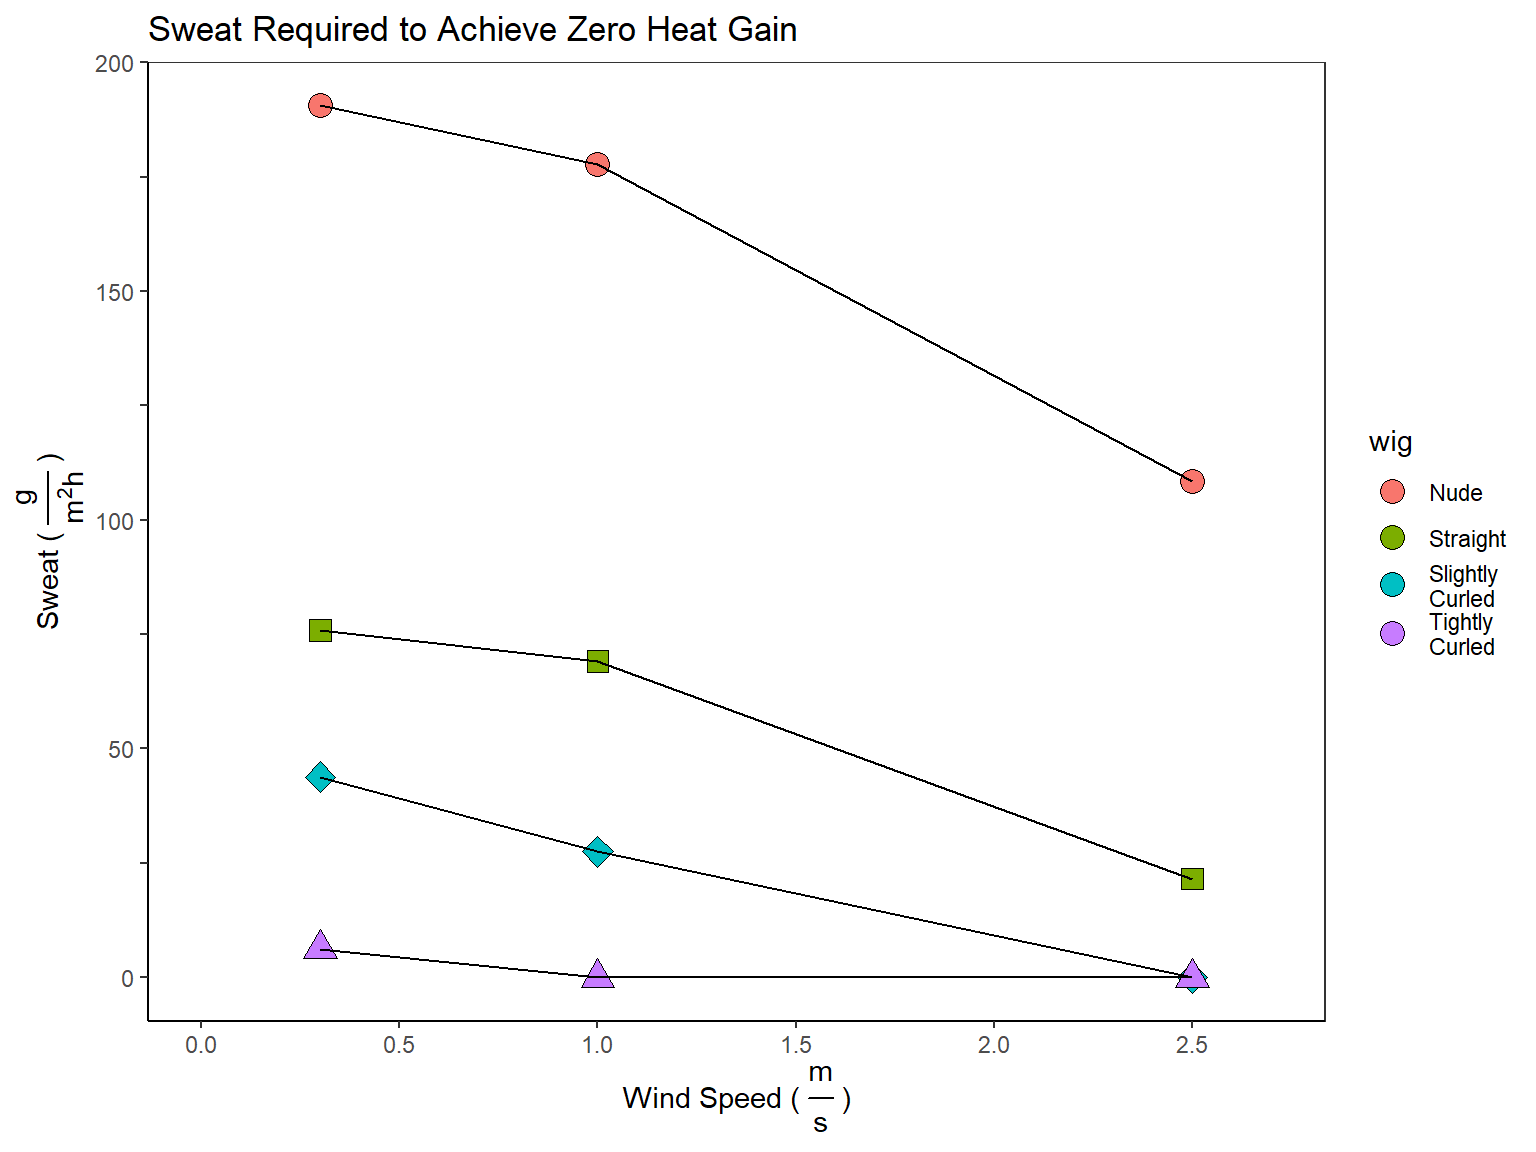 Sweat Required to Achieve Zero Heat Gain
200
150
100
50
0
Sweat ( g/m²h )
0.0 0.5 1.0 1.5 2.0 2.5
Wind Speed ( m/s )
wig
Nude
Straight
Slightly
Curled
Tightly
Curled